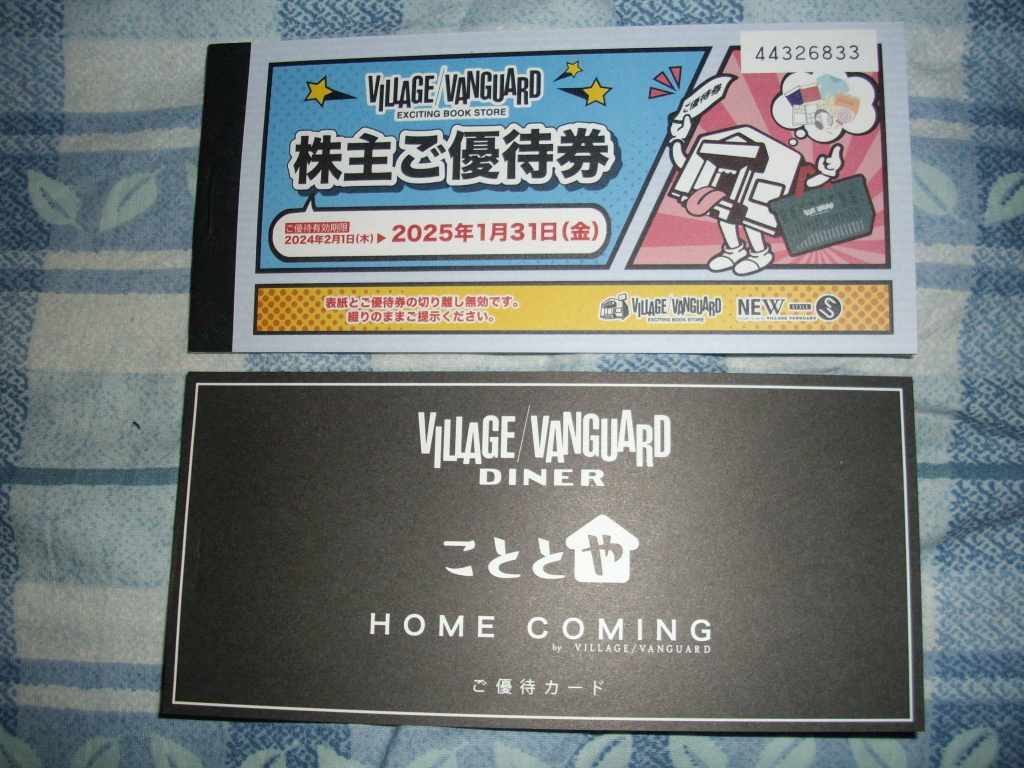 44326833
VILLAGE/VANGUARD
EXCITING BOOK STORE
ご優待券
株主ご優待券
VILLAGE/VANGUARD
ご優待有効期限
2024年2月1日(木)▶2025年1月31日(金)
表紙とご優待券の切り離し無効です。
綴りのままご提示ください。
VILLAGE/VANGUARD
EXCITING BOOK STORE
NEW STYLE
VILLAGE VANGUARD
VILLAGE/VANGUARD
DINER
こととや
HOME COMING
by VILLAGE/VANGUARD
ご優待カード